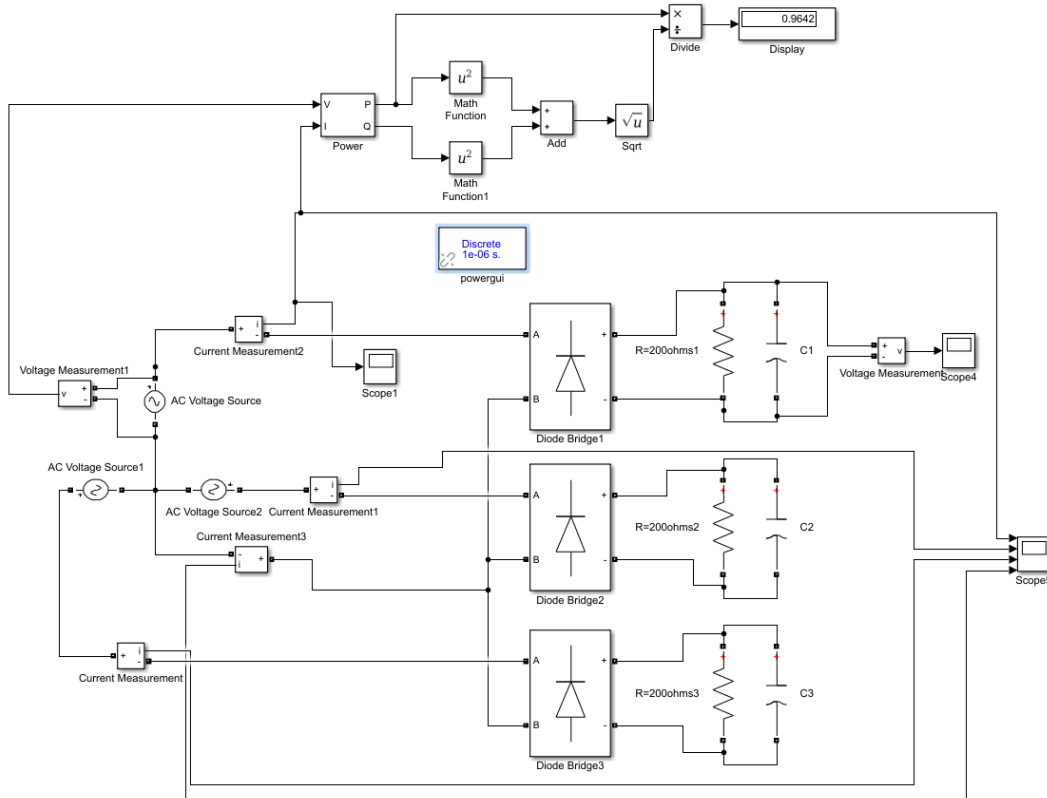 ×
÷
0.9642
Divide
Display
V
P
I
Q
Power
u²
Math
Function
+
+
Add
√u
Sqrt
u²
Math
Function1
Discrete
1e-06 s.
powergui
+
i
-
Current Measurement2
A
+
B
-
Diode Bridge1
R=200ohms1
+
+
C1
+
-
v
Voltage Measurement
Scope4
Scope1
Voltage Measurement1
v
+
-
+
AC Voltage Source
AC Voltage Source1
+
+
AC Voltage Source2
+
i
-
Current Measurement1
A
+
B
-
Diode Bridge2
R=200ohms2
+
+
C2
Current Measurement3
-
i
+
Scope5
+
i
-
Current Measurement
A
+
B
-
Diode Bridge3
R=200ohms3
+
+
C3